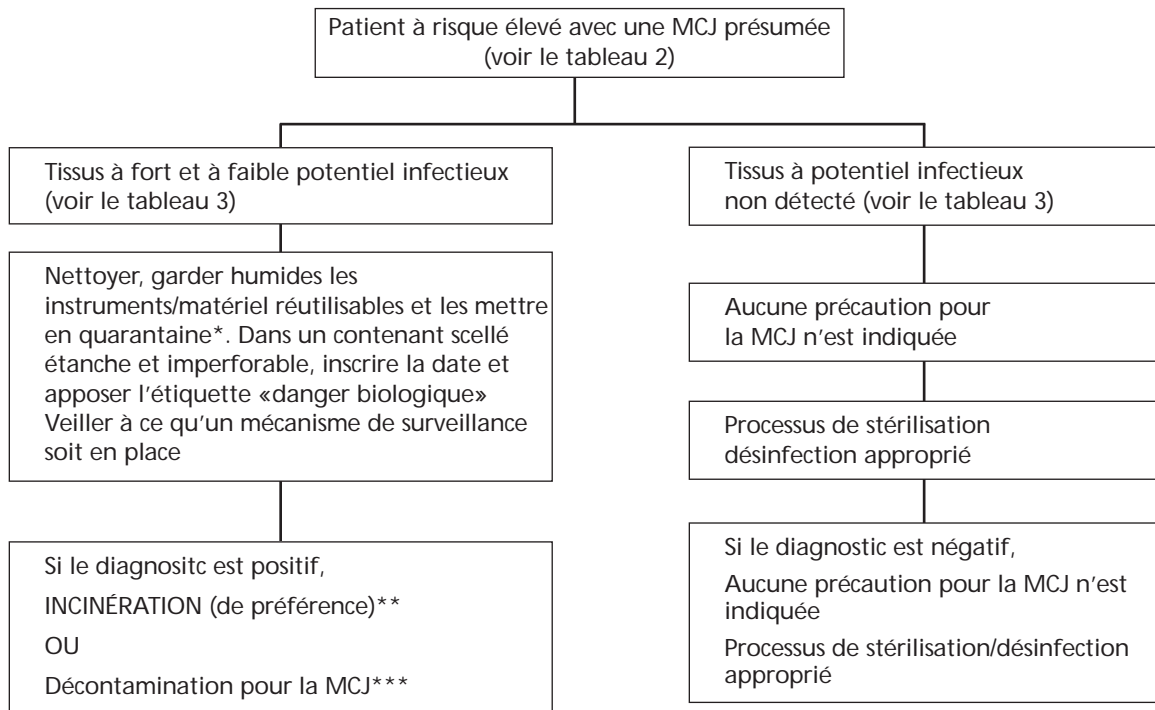 Patient à risque élevé avec une MCJ présumée
(voir le tableau 2)
Tissus à fort et à faible potentiel infectieux
(voir le tableau 3)
Nettoyer, garder humides les
instruments/matériel réutilisables et les mettre
en quarantaine*. Dans un contenant scellé
étanche et imperforable, inscrire la date et
apposer l'étiquette «danger biologique»
Veiller à ce qu'un mécanisme de surveillance
soit en place
Si le diagnositc est positif,
INCINÉRATION (de préférence)**
OU
Décontamination pour la MCJ***
Tissus à potentiel infectieux
non détecté (voir le tableau 3)
Aucune précaution pour
la MCJ n'est indiquée
Processus de stérilisation
désinfection approprié
Si le diagnostic est négatif,
Aucune précaution pour la MCJ n'est
indiquée
Processus de stérilisation/désinfection
approprié